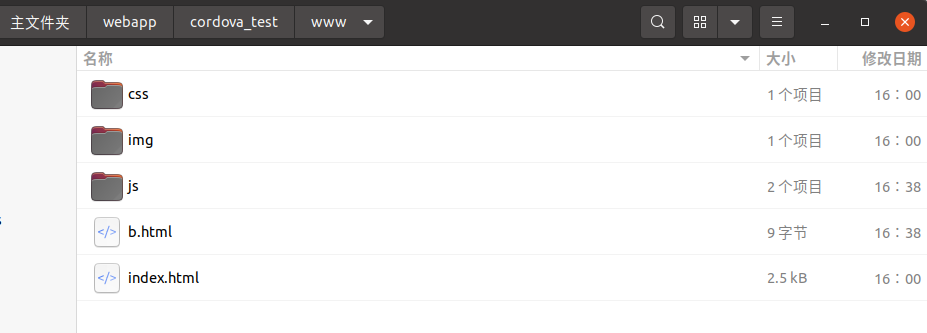 主文件夹 webapp cordova_test www
名称 大小 修改日期
css 1 个项目 16：00
img 1 个项目 16：00
js 2 个项目 16：38
b.html 9 字节 16：38
index.html 2.5 kB 16：00
s